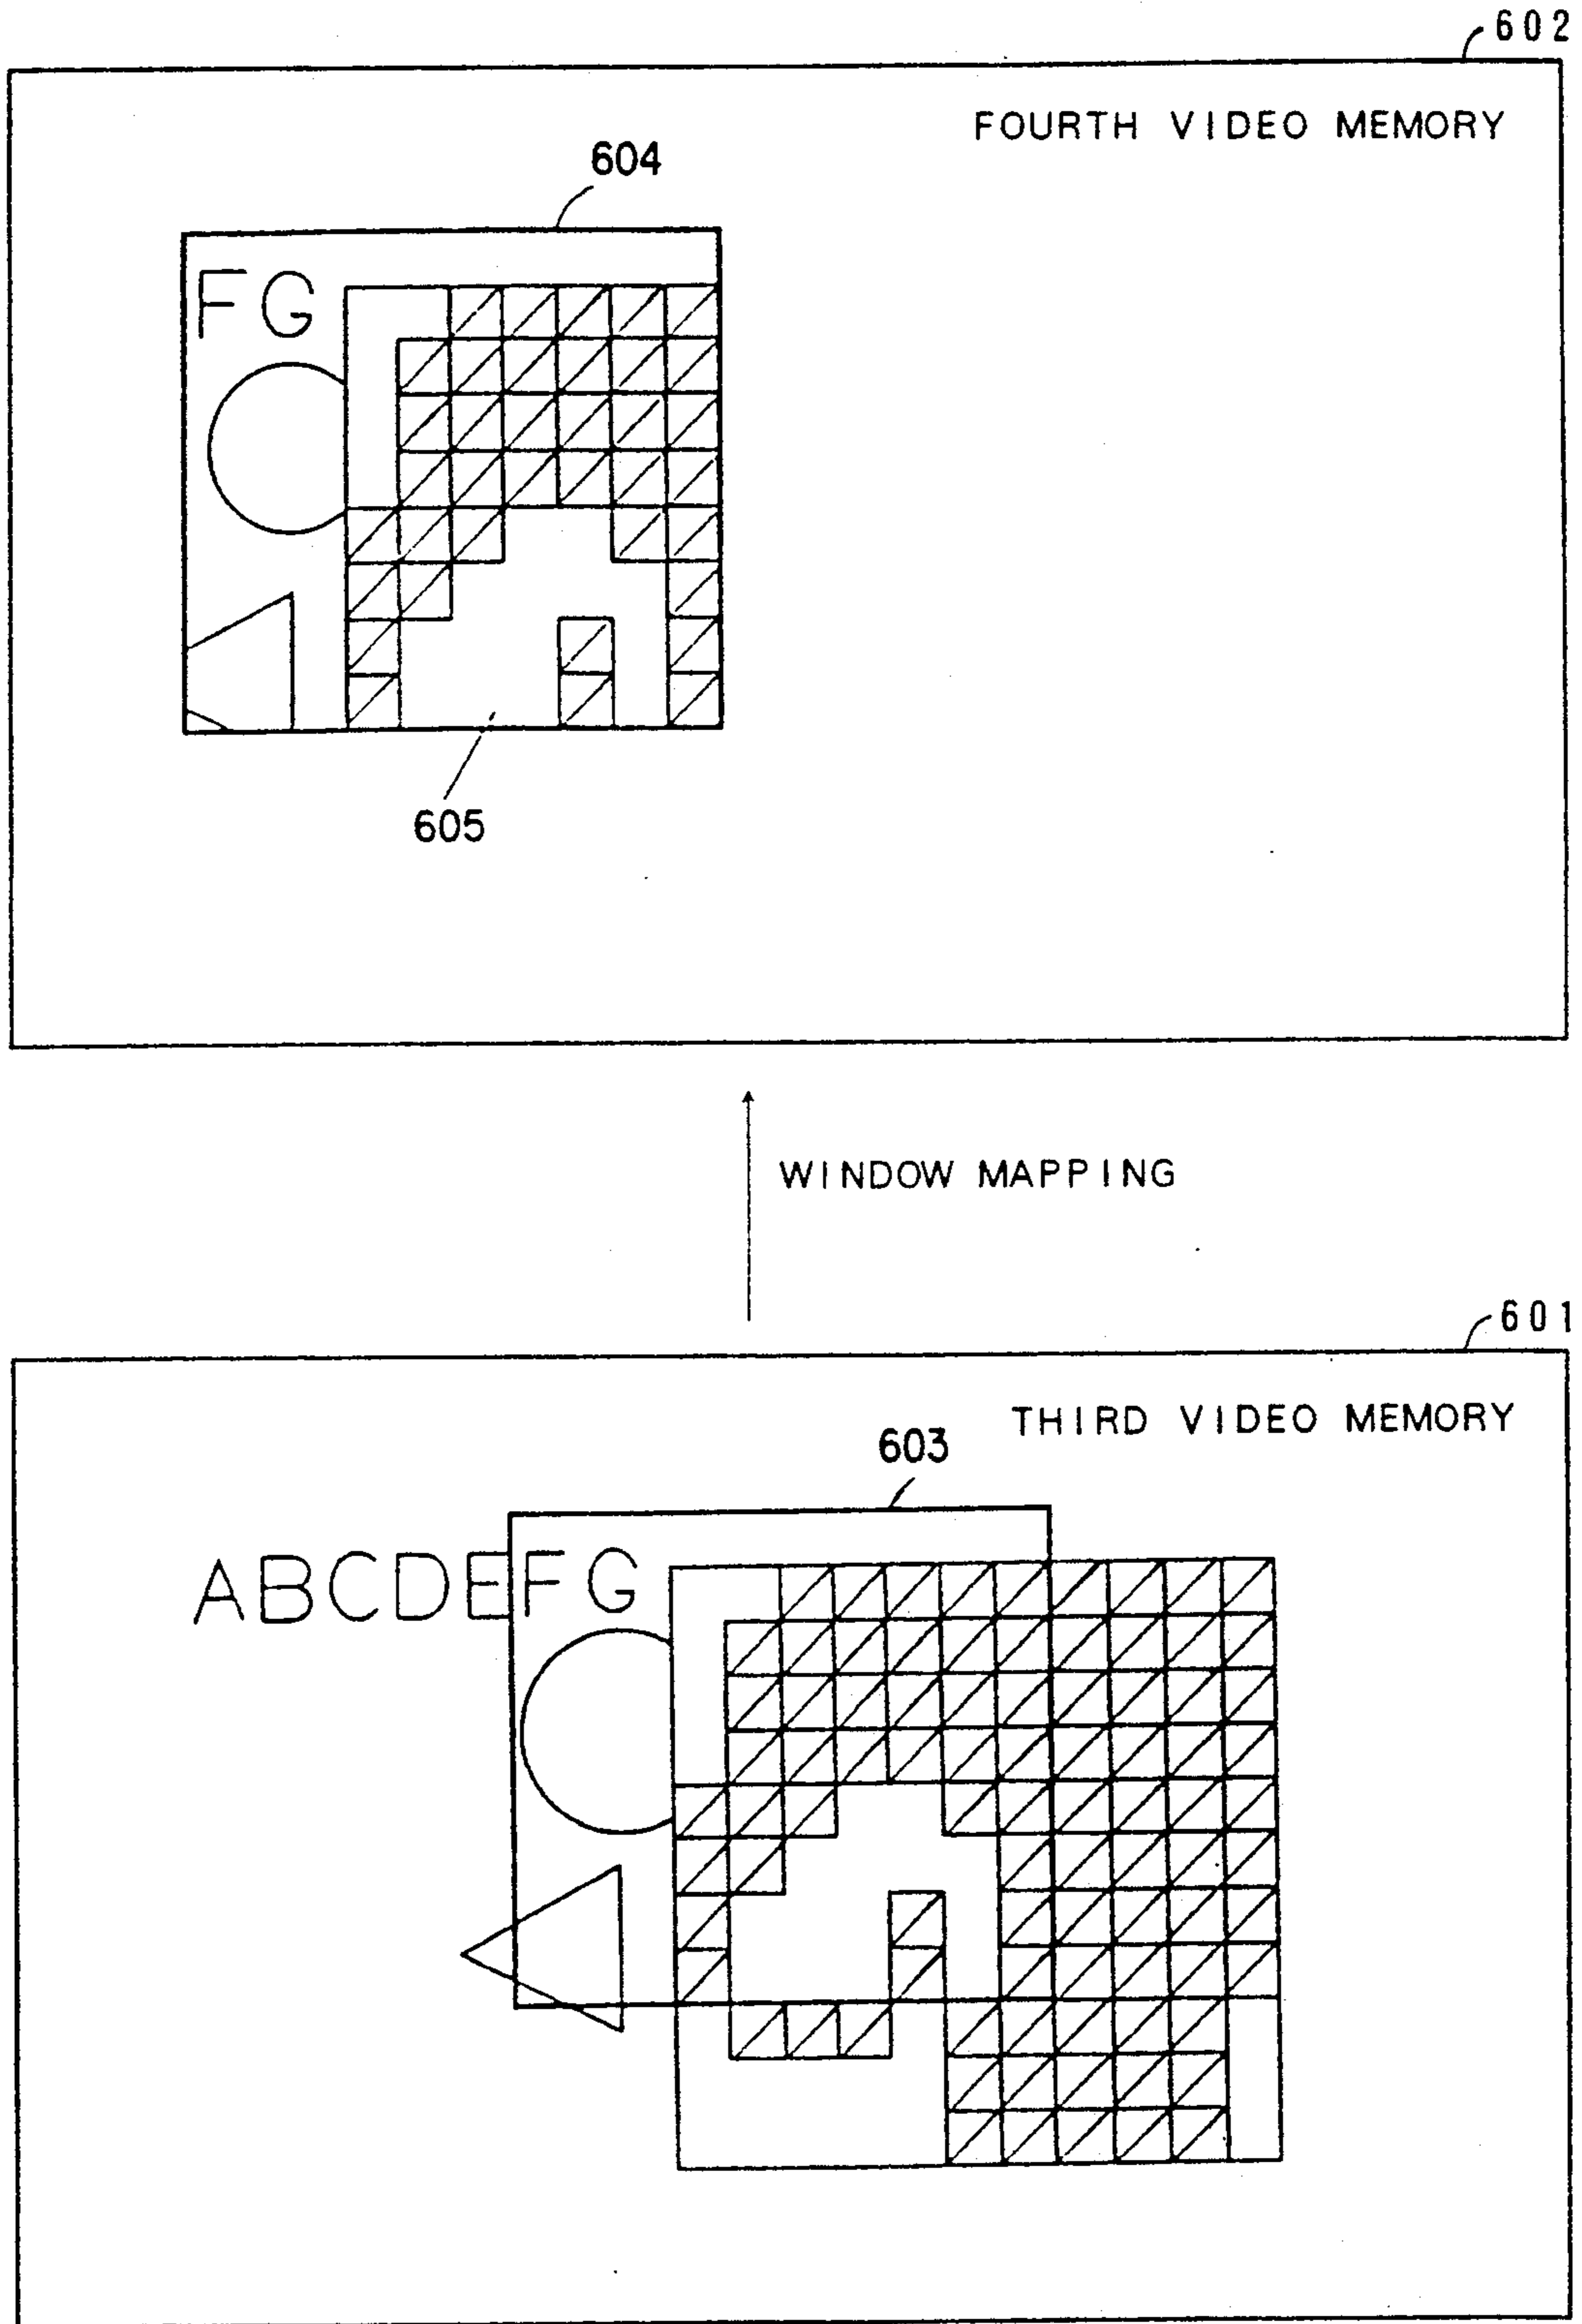 602
FOURTH VIDEO MEMORY
604
FG
605
WINDOW MAPPING
601
THIRD VIDEO MEMORY
603
ABCDEFG